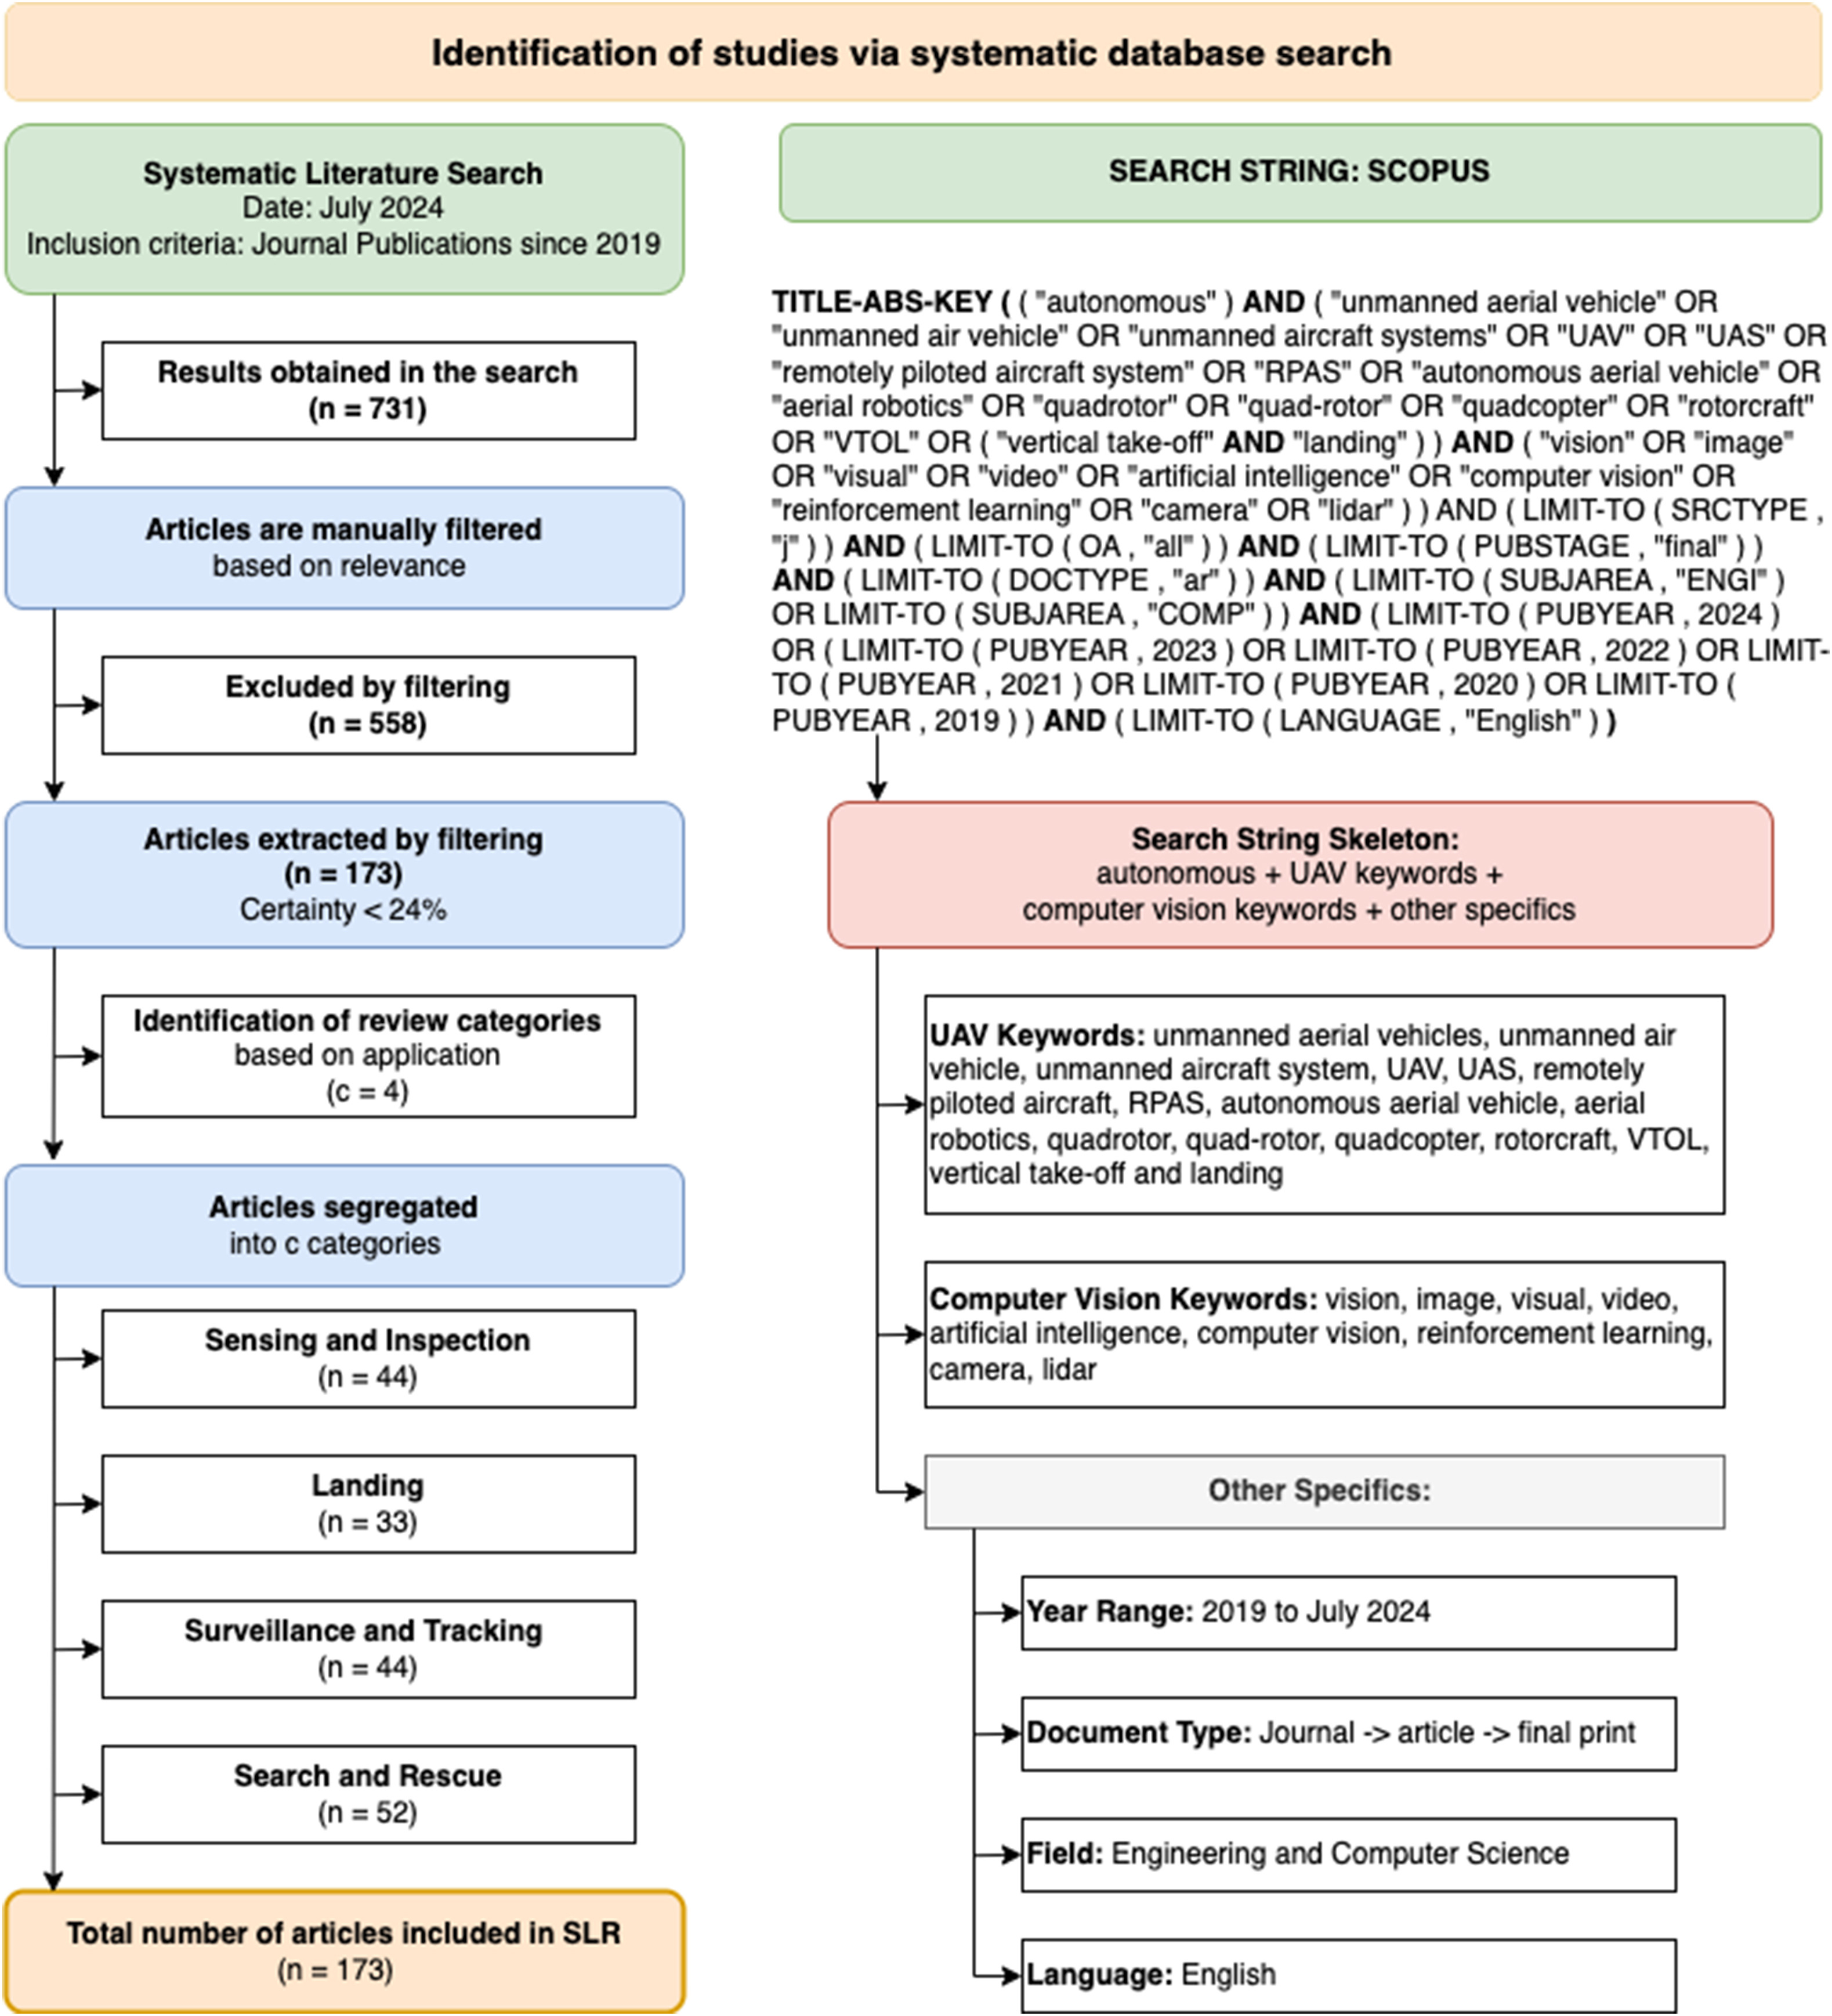 Identification of studies via systematic database search
Systematic Literature Search
Date: July 2024
Inclusion criteria: Journal Publications since 2019
Results obtained in the search
(n = 731)
Articles are manually filtered
based on relevance
Excluded by filtering
(n = 558)
Articles extracted by filtering
(n = 173)
Certainty < 24%
Identification of review categories
based on application
(c = 4)
Articles segregated
into c categories
Sensing and Inspection
(n = 44)
Landing
(n = 33)
Surveillance and Tracking
(n = 44)
Search and Rescue
(n = 52)
Total number of articles included in SLR
(n = 173)
SEARCH STRING: SCOPUS
TITLE-ABS-KEY ( ( "autonomous" ) AND ( "unmanned aerial vehicle" OR
"unmanned air vehicle" OR "unmanned aircraft systems" OR "UAV" OR "UAS" OR
"remotely piloted aircraft system" OR "RPAS" OR "autonomous aerial vehicle" OR
"aerial robotics" OR "quadrotor" OR "quad-rotor" OR "quadcopter" OR "rotorcraft"
OR "VTOL" OR ( "vertical take-off" AND "landing" ) ) AND ( "vision" OR "image"
OR "visual" OR "video" OR "artificial intelligence" OR "computer vision" OR
"reinforcement learning" OR "camera" OR "lidar" ) ) AND ( LIMIT-TO ( SRCTYPE ,
"j" ) ) AND ( LIMIT-TO ( OA , "all" ) ) AND ( LIMIT-TO ( PUBSTAGE , "final" ) )
AND ( LIMIT-TO ( DOCTYPE , "ar" ) ) AND ( LIMIT-TO ( SUBJAREA , "ENGI" )
OR LIMIT-TO ( SUBJAREA , "COMP" ) ) AND ( LIMIT-TO ( PUBYEAR , 2024 )
OR ( LIMIT-TO ( PUBYEAR , 2023 ) OR LIMIT-TO ( PUBYEAR , 2022 ) OR LIMIT-
TO ( PUBYEAR , 2021 ) OR LIMIT-TO ( PUBYEAR , 2020 ) OR LIMIT-TO (
PUBYEAR , 2019 ) ) AND ( LIMIT-TO ( LANGUAGE , "English" ) )
Search String Skeleton:
autonomous + UAV keywords +
computer vision keywords + other specifics
UAV Keywords: unmanned aerial vehicles, unmanned air
vehicle, unmanned aircraft system, UAV, UAS, remotely
piloted aircraft, RPAS, autonomous aerial vehicle, aerial
robotics, quadrotor, quad-rotor, quadcopter, rotorcraft, VTOL,
vertical take-off and landing
Computer Vision Keywords: vision, image, visual, video,
artificial intelligence, computer vision, reinforcement learning,
camera, lidar
Other Specifics:
Year Range: 2019 to July 2024
Document Type: Journal -> article -> final print
Field: Engineering and Computer Science
Language: English